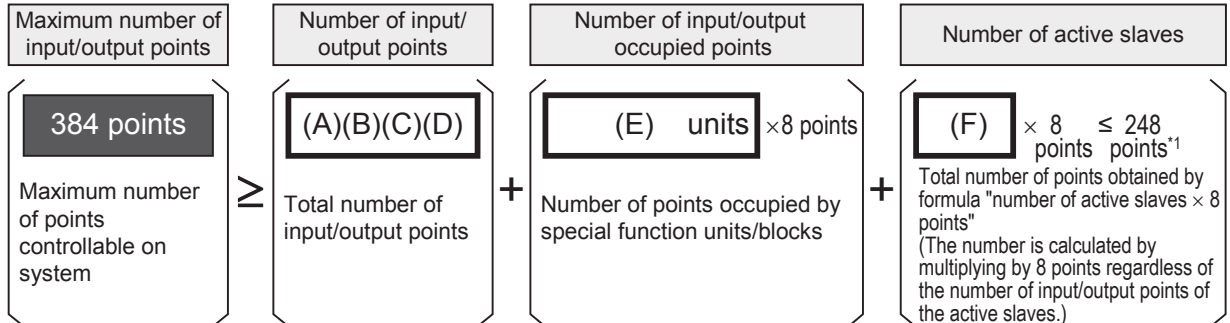 Maximum number of
input/output points
Number of input/
output points
Number of input/output
occupied points
Number of active slaves
384 points
Maximum number
of points
controllable on
system
≥
(A)(B)(C)(D)
Total number of
input/output points
+
(E) units ×8 points
Number of points occupied by
special function units/blocks
+
(F) × 8 ≤ 248
points points*1
Total number of points obtained by
formula "number of active slaves × 8
points"
(The number is calculated by
multiplying by 8 points regardless of
the number of input/output points of
the active slaves.)